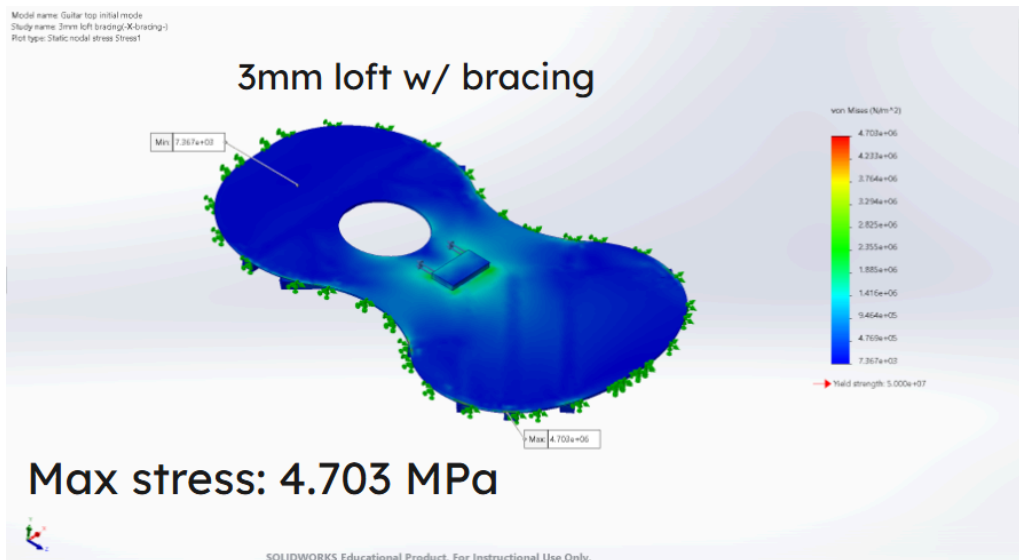 Model name: Guitar top initial mode
Study name: 3mm loft bracing(-X-bracing-)
Plot type: Static nodal stress Stress1
3mm loft w/ bracing
von Mises (N/m^2)
4.703e+06
4.233e+06
3.764e+06
3.294e+06
2.825e+06
2.355e+06
1.885e+06
1.416e+06
9.464e+05
4.769e+05
7.367e+03
Yield strength: 5.000e+07
Min: 7.367e+03
Max: 4.703e+06
Max stress: 4.703 MPa
SOLIDWORKS Educational Product. For Instructional Use Only.